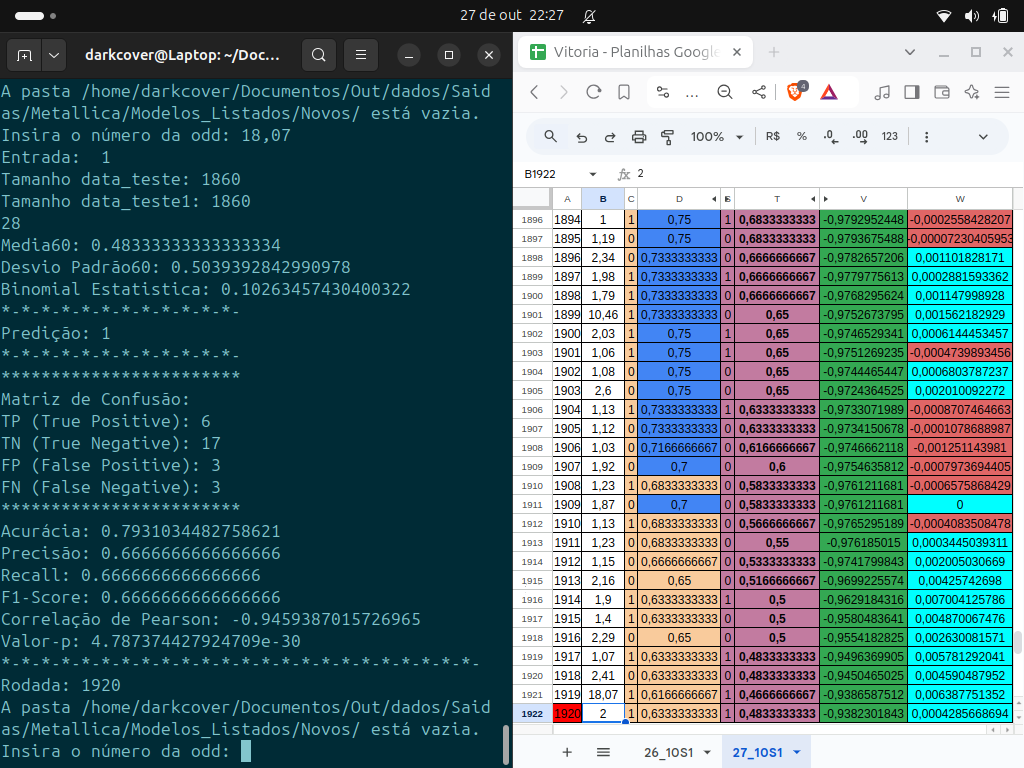 27 de out  22:27
darkcover@Laptop: ~/Doc...
A pasta /home/darkcover/Documentos/Out/dados/Said
as/Metallica/Modelos_Listados/Novos/ está vazia.
Insira o número da odd: 18,07
Entrada:  1
Tamanho data_teste: 1860
Tamanho data_teste1: 1860
28
Media60: 0.48333333333333334
Desvio Padrão60: 0.5039392842990978
Binomial Estatistica: 0.10263457430400322
*-*-*-*-*-*-*-*-*-*-*-*-
Predição: 1
*-*-*-*-*-*-*-*-*-*-*-*-
************************
Matriz de Confusão:
TP (True Positive): 6
TN (True Negative): 17
FP (False Positive): 3
FN (False Negative): 3
************************
Acurácia: 0.7931034482758621
Precisão: 0.6666666666666666
Recall: 0.6666666666666666
F1-Score: 0.6666666666666666
Correlação de Pearson: -0.9459387015726965
Valor-p: 4.787374427924709e-30
*-*-*-*-*-*-*-*-*-*-*-*-*-*-*-*-*-*-*-*-*-*-*-*-
Rodada: 1920
A pasta /home/darkcover/Documentos/Out/dados/Said
as/Metallica/Modelos_Listados/Novos/ está vazia.
Insira o número da odd:
Vitoria - Planilhas Google
4
100% R$ % .0 .00 123
B1922 fx 2
A B C D T V W
1896 1894 1 1 0,75 1 0,6833333333 -0,9792952448 -0,0002558428207
1897 1895 1,19 0 0,75 0 0,6833333333 -0,9793675488 -0,00007230405953
1898 1896 2,34 0 0,7333333333 0 0,6666666667 -0,9782657206 0,001101828171
1899 1897 1,98 1 0,7333333333 1 0,6666666667 -0,9779775613 0,0002881593362
1900 1898 1,79 1 0,7333333333 0 0,6666666667 -0,9768295624 0,001147998928
1901 1899 10,46 1 0,7333333333 0 0,65 -0,9752673795 0,001562182929
1902 1900 2,03 1 0,75 1 0,65 -0,9746529341 0,0006144453457
1903 1901 1,06 1 0,75 1 0,65 -0,9751269235 -0,0004739893456
1904 1902 1,08 0 0,75 0 0,65 -0,9744465447 0,0006803787237
1905 1903 2,6 0 0,75 0 0,65 -0,9724364525 0,002010092272
1906 1904 1,13 1 0,7333333333 0 0,6333333333 -0,9733071989 -0,0008707464663
1907 1905 1,12 0 0,7333333333 0 0,6333333333 -0,9734150678 -0,0001078688987
1908 1906 1,03 0 0,7166666667 0 0,6166666667 -0,9746662118 -0,001251143981
1909 1907 1,92 0 0,7 0 0,6 -0,9754635812 -0,0007973694405
1910 1908 1,23 0 0,6833333333 0 0,5833333333 -0,9761211681 -0,0006575868429
1911 1909 1,87 0 0,7 0 0,5833333333 -0,9761211681 0
1912 1910 1,13 0 0,6833333333 0 0,5666666667 -0,9765295189 -0,0004083508478
1913 1911 1,23 0 0,6833333333 0 0,55 -0,976185015 0,0003445039311
1914 1912 1,15 0 0,6666666667 0 0,5333333333 -0,9741799843 0,002005030669
1915 1913 2,16 0 0,65 0 0,5166666667 -0,9699225574 0,00425742698
1916 1914 1,9 1 0,6333333333 1 0,5 -0,9629184316 0,007004125786
1917 1915 1,4 0 0,6333333333 0 0,5 -0,9580483641 0,004870067476
1918 1916 2,29 0 0,65 0 0,5 -0,9554182825 0,002630081571
1919 1917 1,07 1 0,6333333333 1 0,4833333333 -0,9496369905 0,005781292041
1920 1918 2,41 0 0,6333333333 0 0,4833333333 -0,9450465025 0,004590487952
1921 1919 18,07 1 0,6166666667 1 0,4666666667 -0,9386587512 0,006387751352
1922 1920 2 1 0,6333333333 1 0,4833333333 -0,9382301843 0,0004285668694
26_10S1 27_10S1